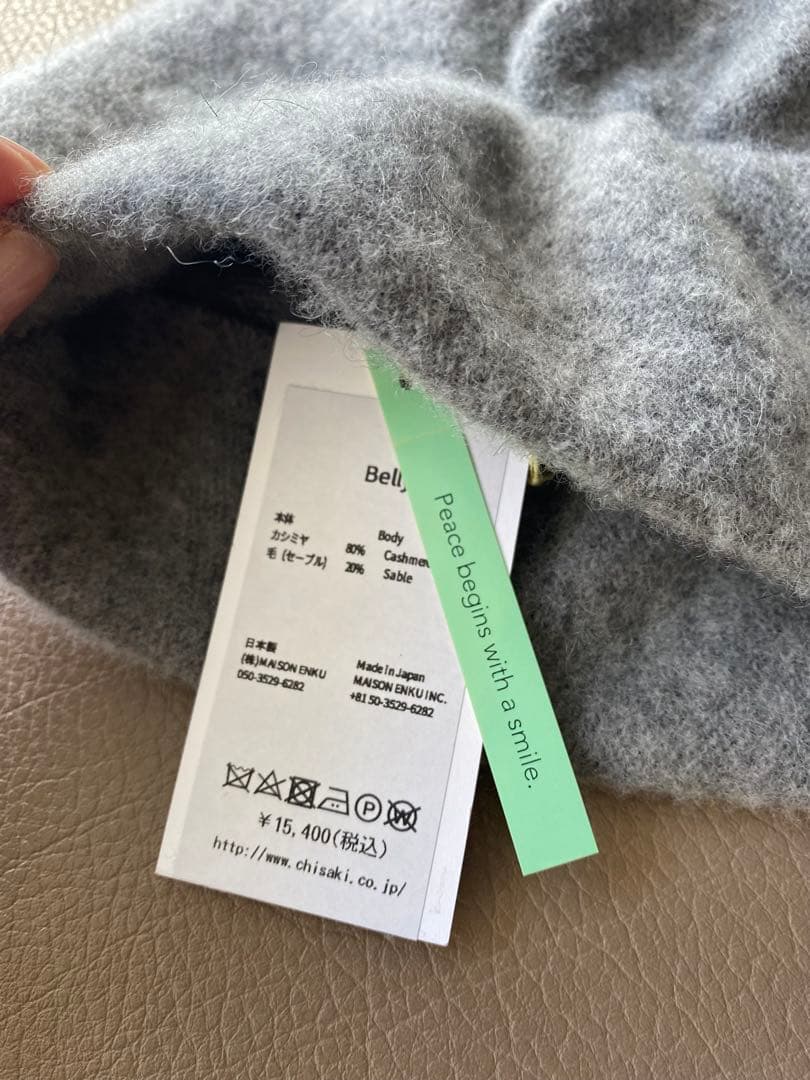 Bell
本体 Body
カシミヤ 80% Cashme
毛 (セーブル) 20% Sable
日本製
(株)MAISON ENKU
050-3529-6282
Made in Japan
MAISON ENKU INC.
+81 50-3529-6282
¥15,400(税込)
http://www.chisaki.co.jp/
Peace begins with a smile.